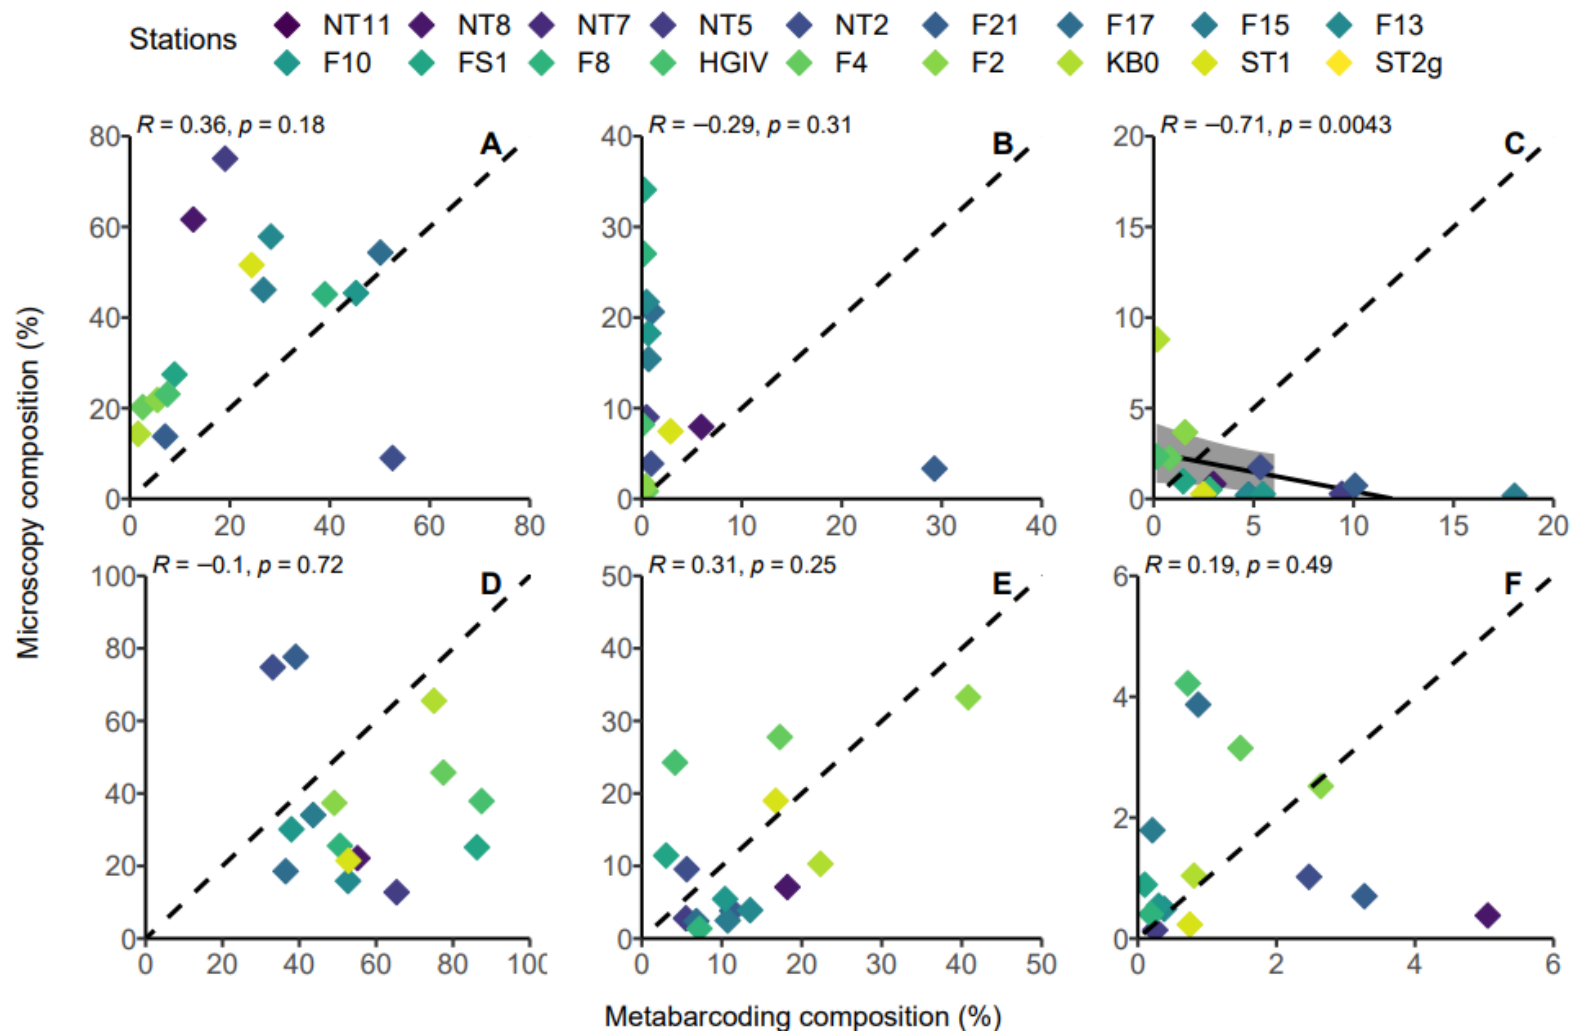 Stations NT11 NT8 NT7 NT5 NT2 F21 F17 F15 F13
F10 FS1 F8 HGIV F4 F2 KB0 ST1 ST2g
Microscopy composition (%)
R = 0.36, p = 0.18
A
80
60
40
20
0
0 20 40 60 80
R = −0.29, p = 0.31
B
40
30
20
10
0
0 10 20 30 40
R = −0.71, p = 0.0043
C
20
15
10
5
0
0 5 10 15 20
R = −0.1, p = 0.72
D
100
80
60
40
20
0
0 20 40 60 80 100
R = 0.31, p = 0.25
E
50
40
30
20
10
0
0 10 20 30 40 50
R = 0.19, p = 0.49
F
6
4
2
0
0 2 4 6
Metabarcoding composition (%)